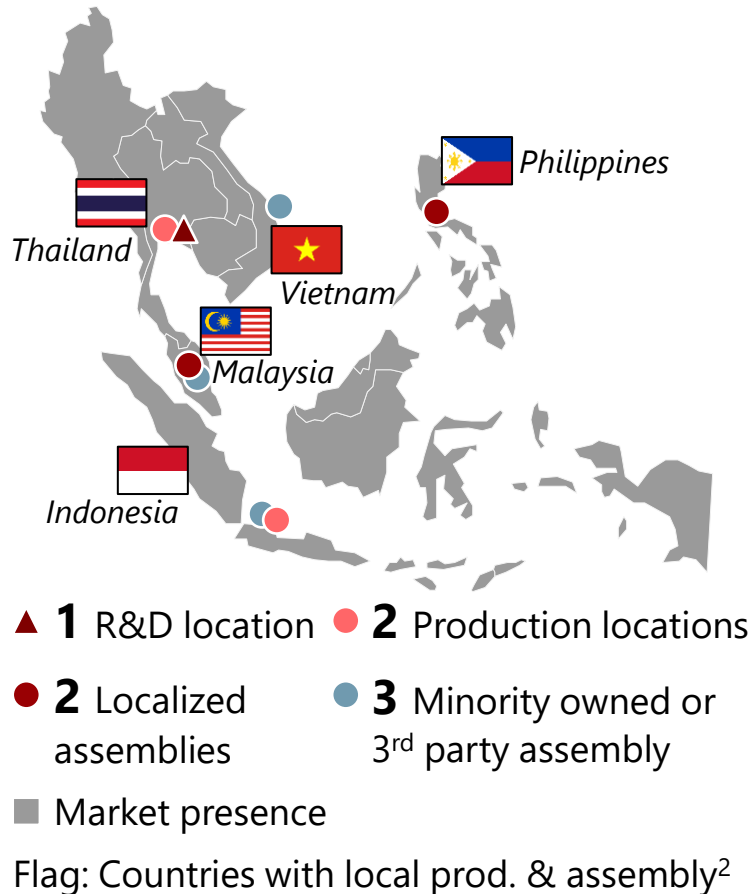 Philippines
Thailand
Vietnam
Malaysia
Indonesia
1 R&D location
2 Production locations
2 Localized
assemblies
3 Minority owned or
3rd party assembly
Market presence
Flag: Countries with local prod. & assembly2